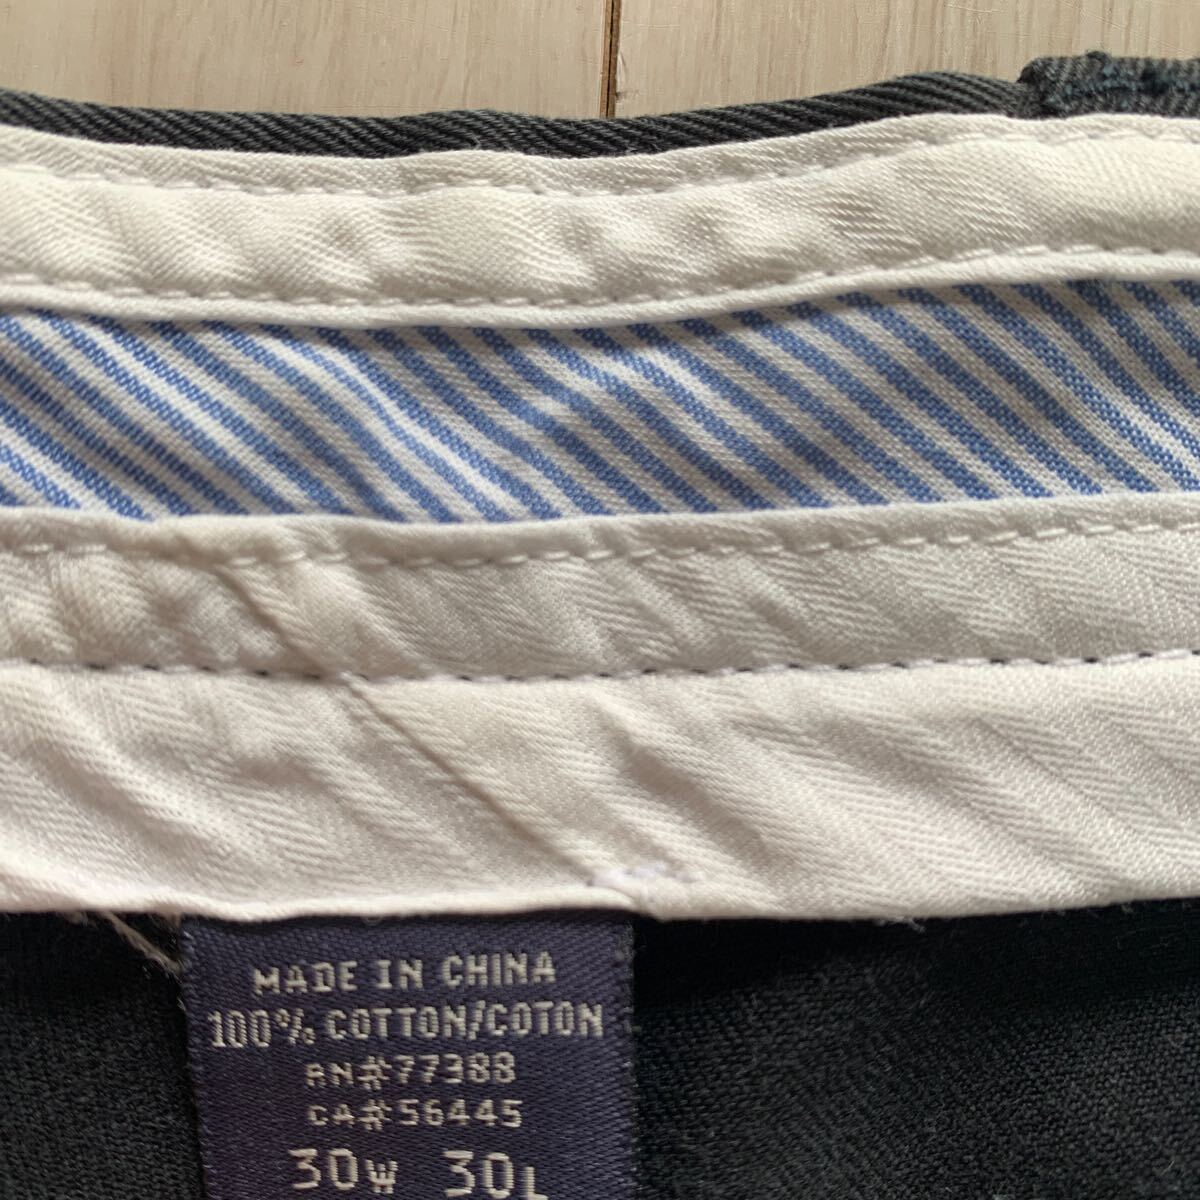 MADE IN CHINA
100% COTTON/COTON
RN#77388
CA#56445
30W 30L